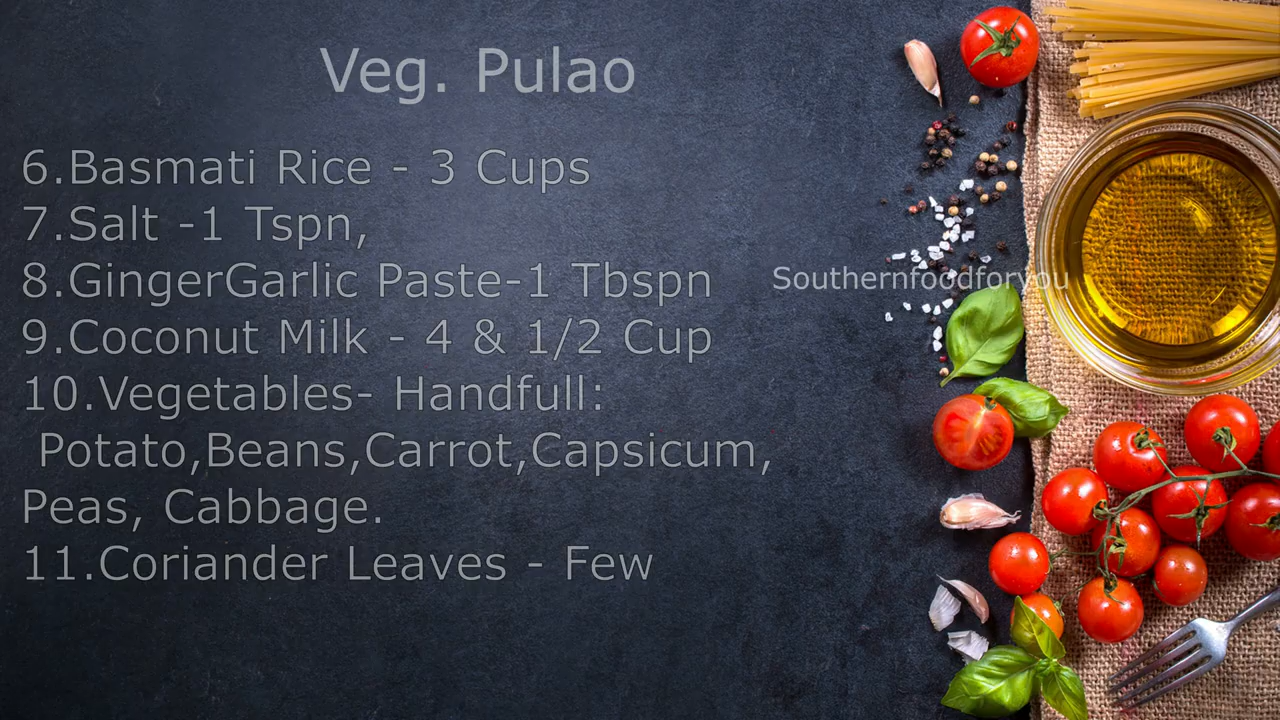 Veg. Pulao
6.Basmati Rice - 3 Cups
7.Salt -1 Tspn,
8.GingerGarlic Paste-1 Tbspn
Southernfoodforyou
9.Coconut Milk - 4 & 1/2 Cup
10.Vegetables- Handfull:
Potato,Beans,Carrot,Capsicum,
Peas, Cabbage.
11.Coriander Leaves - Few